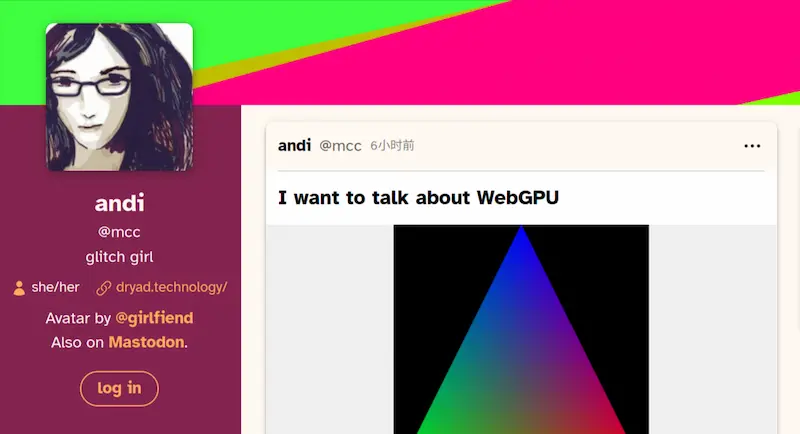 andi
@mcc
glitch girl
she/her dryad.technology/
Avatar by @girlfiend
Also on Mastodon.
log in
andi @mcc 6小时前
I want to talk about WebGPU